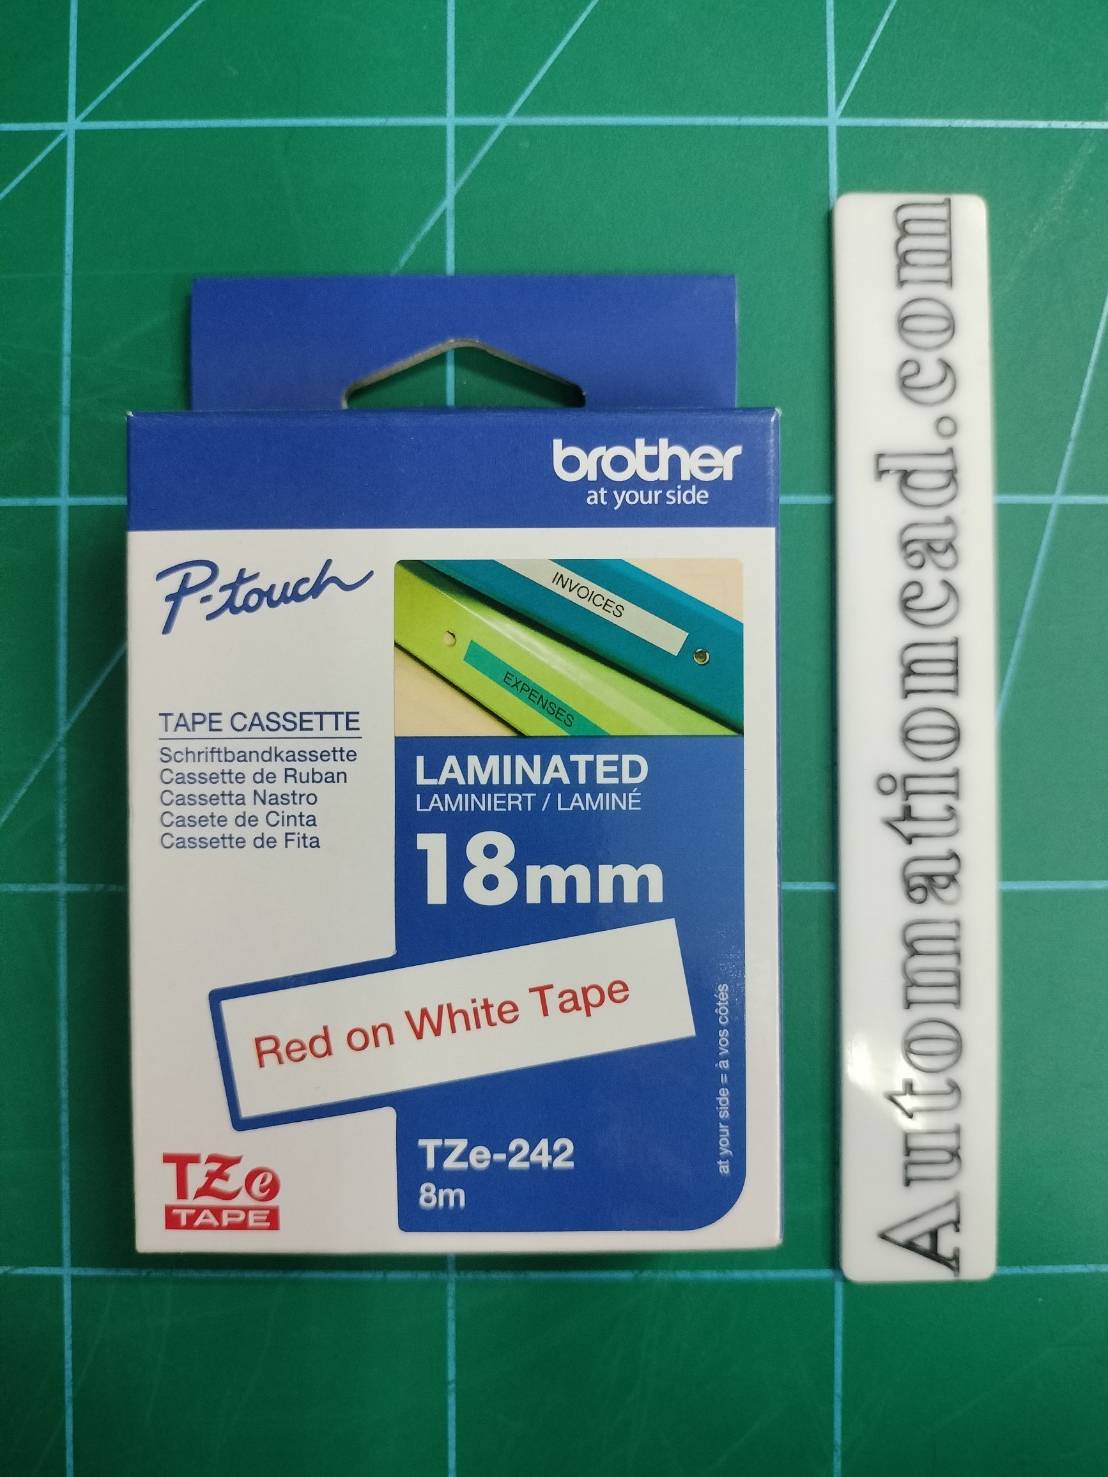 brother
at your side
P-touch
INVOICES
EXPENSES
TAPE CASSETTE
Schriftbandkassette
Cassette de Ruban
Cassetta Nastro
Casete de Cinta
Cassette de Fita
LAMINATED
LAMINIERT / LAMINÉ
18mm
Red on White Tape
TZe-242
8m
at your side = à vos côtés
TZe
TAPE
Automationcad.com